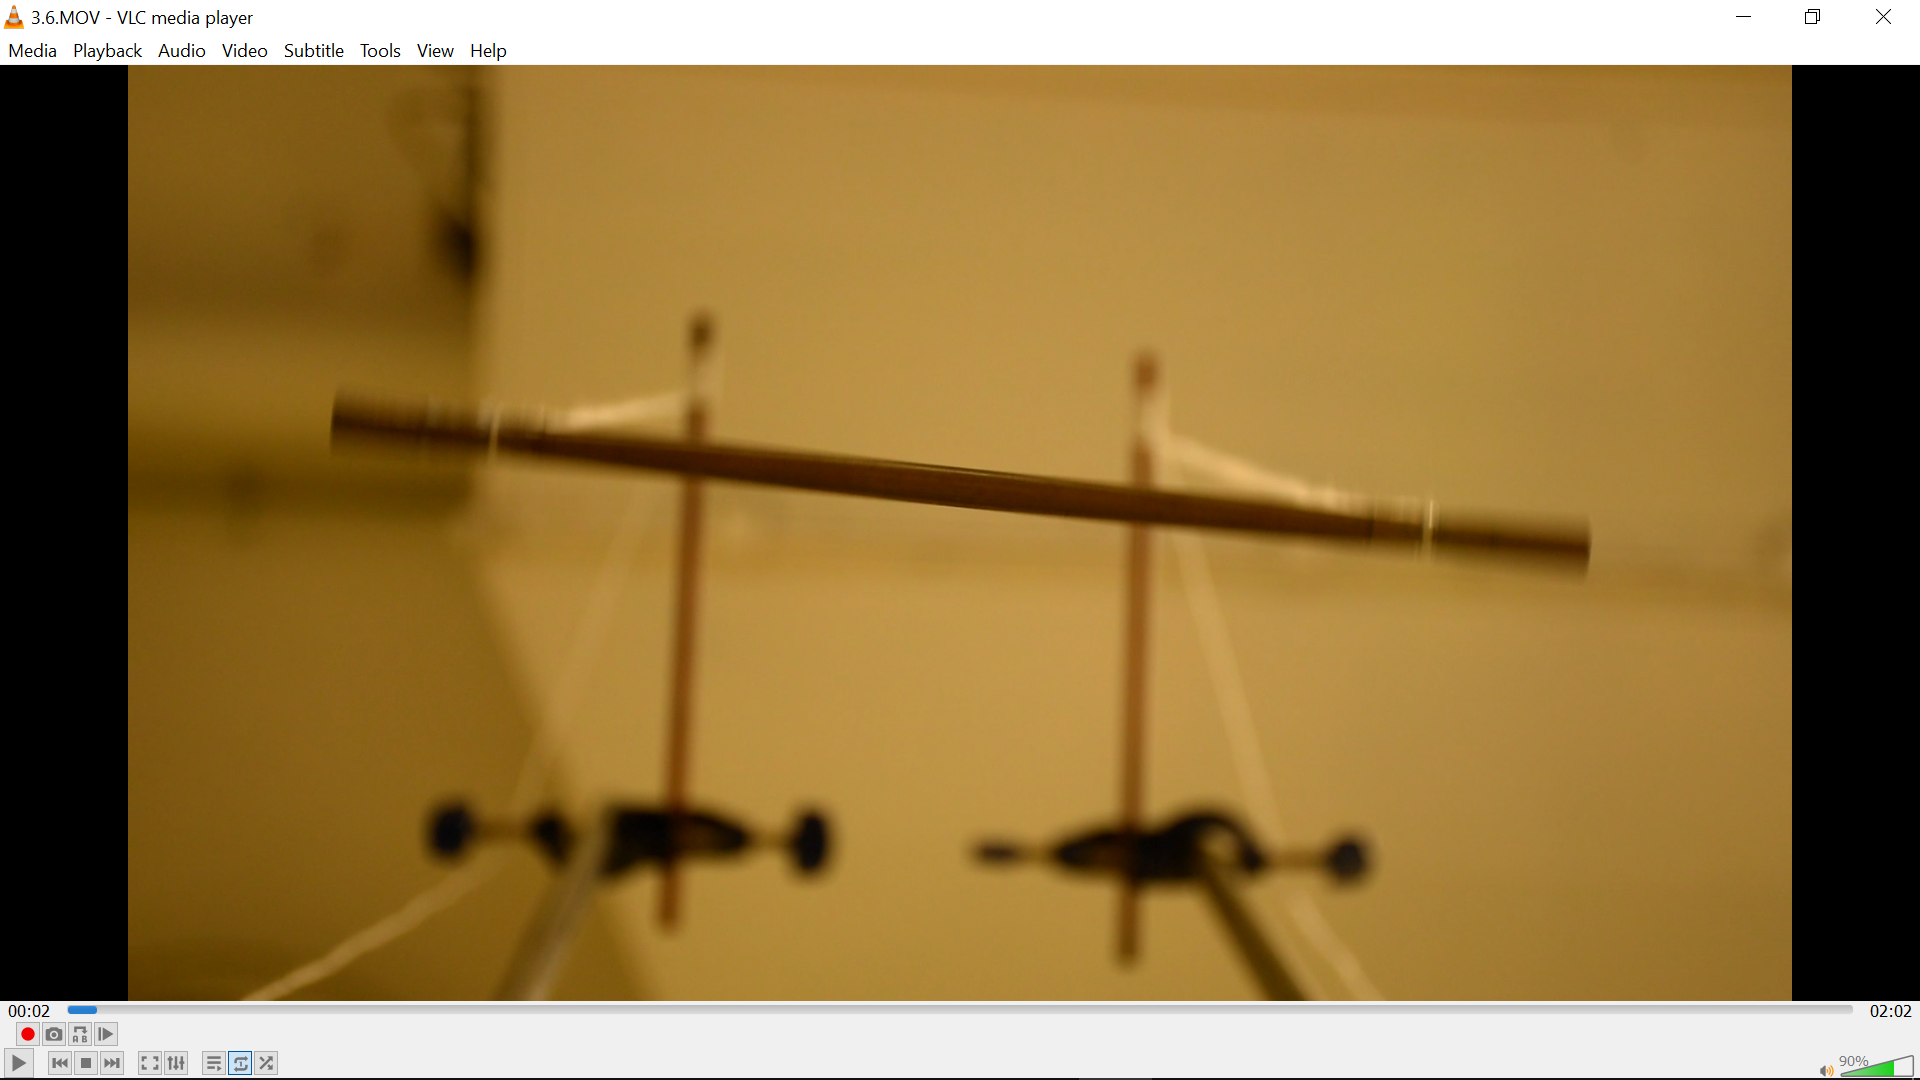 3.6.MOV - VLC media player
Media Playback Audio Video Subtitle Tools View Help
00:02 02:02
A B
90%